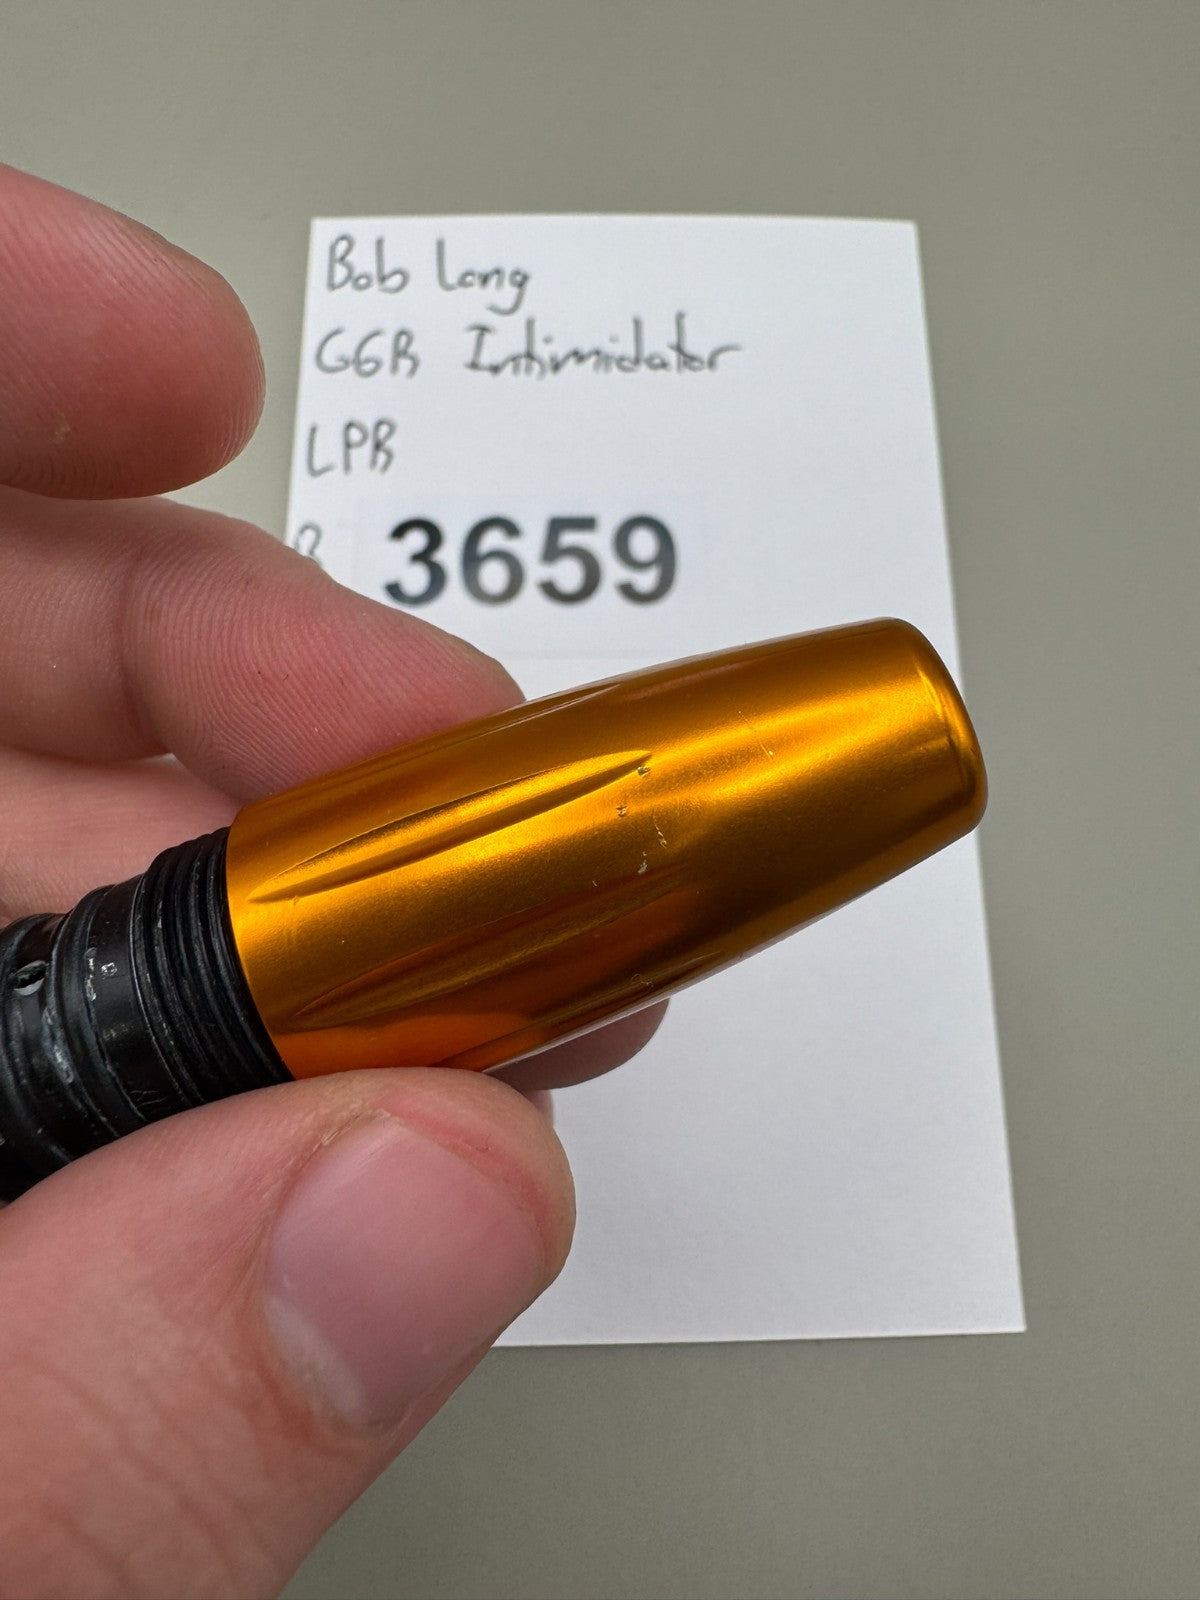 Bob Long
G6R Intimidator
LPR
3659